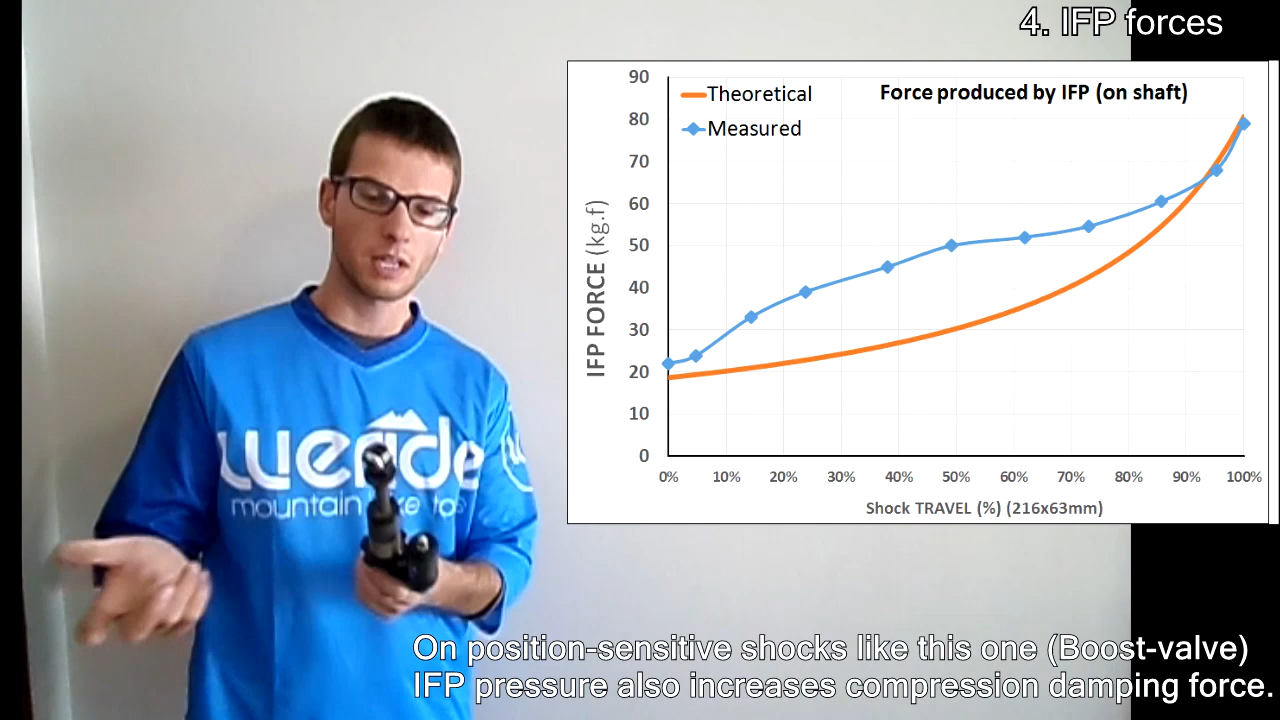 4. IFP forces
Force produced by IFP (on shaft)
Theoretical
Measured
IFP FORCE (kg.f)
90
80
70
60
50
40
30
20
10
0
0% 10% 20% 30% 40% 50% 60% 70% 80% 90% 100%
Shock TRAVEL (%) (216x63mm)
mountain
On position-sensitive shocks like this one (Boost-valve)
IFP pressure also increases compression damping force.